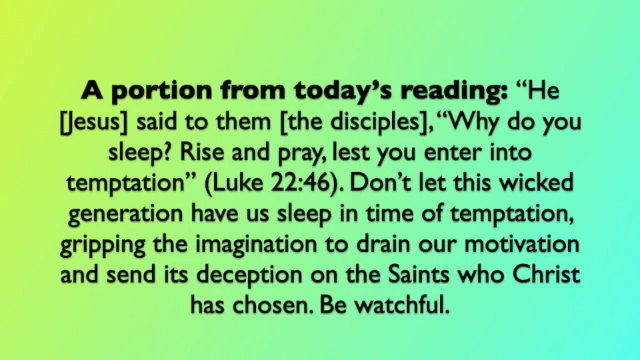 A portion from today’s reading: “He
[Jesus] said to them [the disciples], “Why do you
sleep? Rise and pray, lest you enter into
temptation” (Luke 22:46). Don’t let this wicked
generation have us sleep in time of temptation,
gripping the imagination to drain our motivation
and send its deception on the Saints who Christ
has chosen. Be watchful.